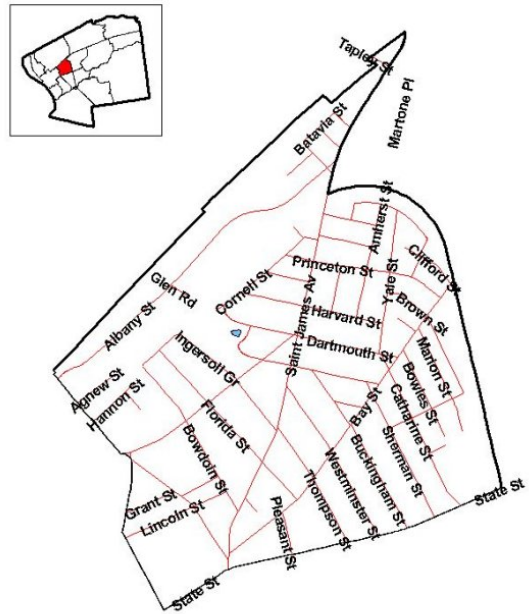 Tapley St
Martone Pl
Batavia St
Amherst St
Clifford St
Princeton St
Yale St
Glen Rd
Cornell St
Saint James Av
Brown St
Albany St
Harvard St
Dartmouth St
Marion St
Ingersoll Gr
Bowles St
Agnew St
Hannon St
Bay St
Catharine St
Florida St
Sherman St
Bowdoin St
Buckingham St
Westminster St
Thompson St
Grant St
Lincoln St
Pleasant St
State St
State St